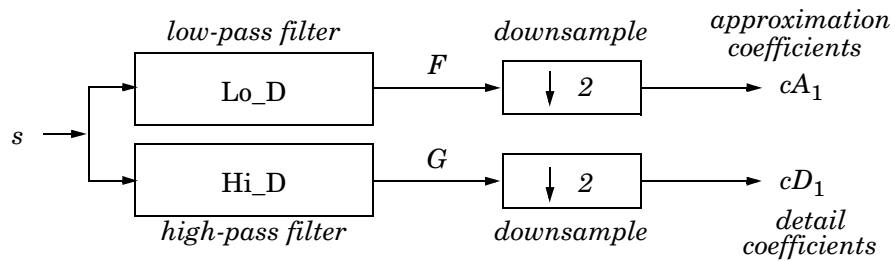 low-pass filter
downsample
approximation
coefficients
Lo_D
F
↓ 2
cA1
s
Hi_D
G
↓ 2
cD1
high-pass filter
downsample
detail
coefficients